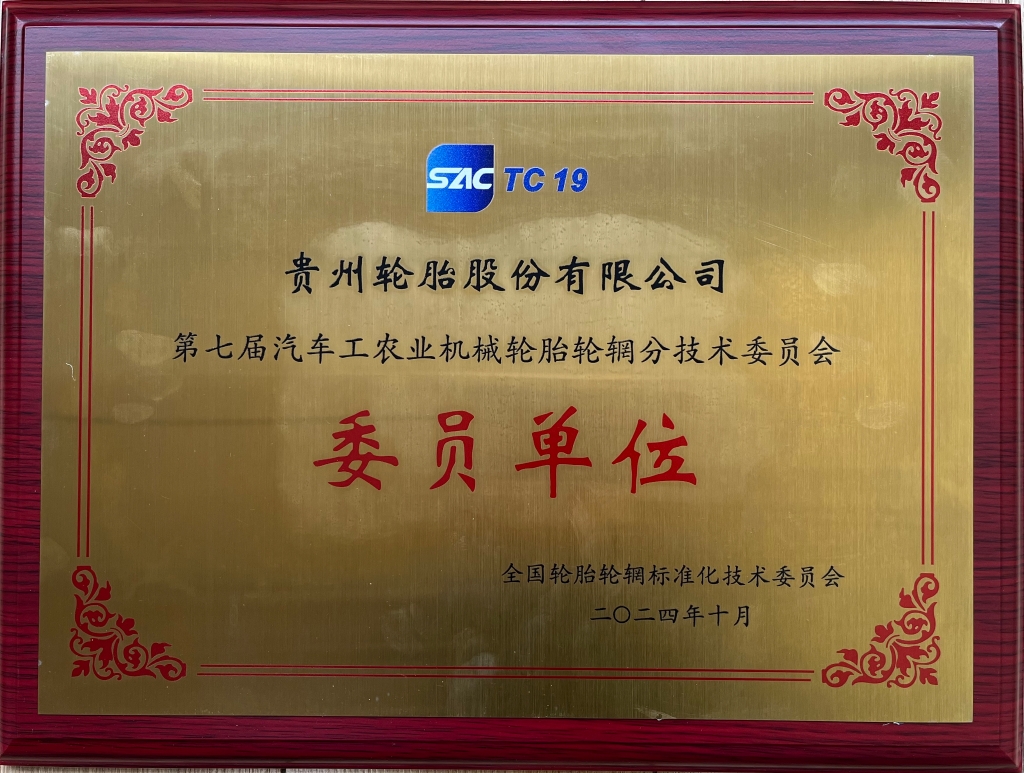 SAC TC 19
贵州轮胎股份有限公司
第七届汽车工农业机械轮胎轮辋分技术委员会
委员单位
全国轮胎轮辋标准化技术委员会
二〇二四年十月